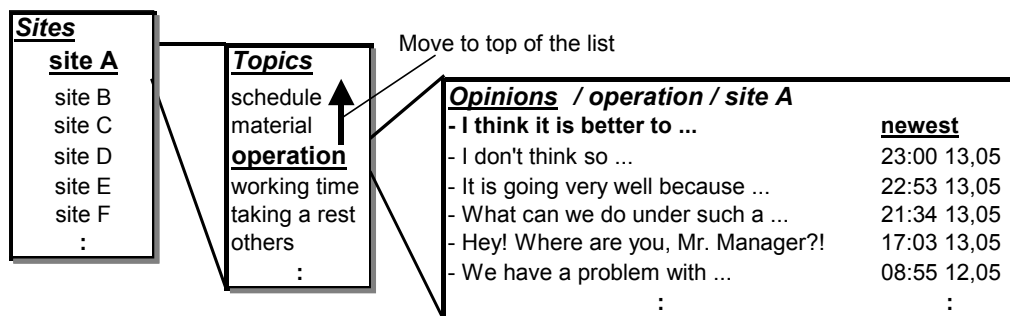 Sites
site A
site B
site C
site D
site E
site F
:
Topics
schedule
material
operation
working time
taking a rest
others
:
Move to top of the list
Opinions / operation / site A
- I think it is better to ... newest
- I don't think so ... 23:00 13,05
- It is going very well because ... 22:53 13,05
- What can we do under such a ... 21:34 13,05
- Hey! Where are you, Mr. Manager?! 17:03 13,05
- We have a problem with ... 08:55 12,05
: :